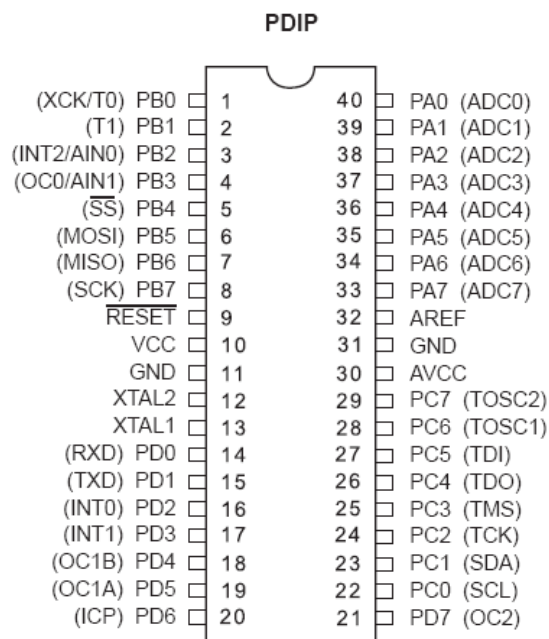 PDIP
(XCK/T0) PB0 1 40 PA0 (ADC0)
(T1) PB1 2 39 PA1 (ADC1)
(INT2/AIN0) PB2 3 38 PA2 (ADC2)
(OC0/AIN1) PB3 4 37 PA3 (ADC3)
(SS) PB4 5 36 PA4 (ADC4)
(MOSI) PB5 6 35 PA5 (ADC5)
(MISO) PB6 7 34 PA6 (ADC6)
(SCK) PB7 8 33 PA7 (ADC7)
RESET 9 32 AREF
VCC 10 31 GND
GND 11 30 AVCC
XTAL2 12 29 PC7 (TOSC2)
XTAL1 13 28 PC6 (TOSC1)
(RXD) PD0 14 27 PC5 (TDI)
(TXD) PD1 15 26 PC4 (TDO)
(INT0) PD2 16 25 PC3 (TMS)
(INT1) PD3 17 24 PC2 (TCK)
(OC1B) PD4 18 23 PC1 (SDA)
(OC1A) PD5 19 22 PC0 (SCL)
(ICP) PD6 20 21 PD7 (OC2)